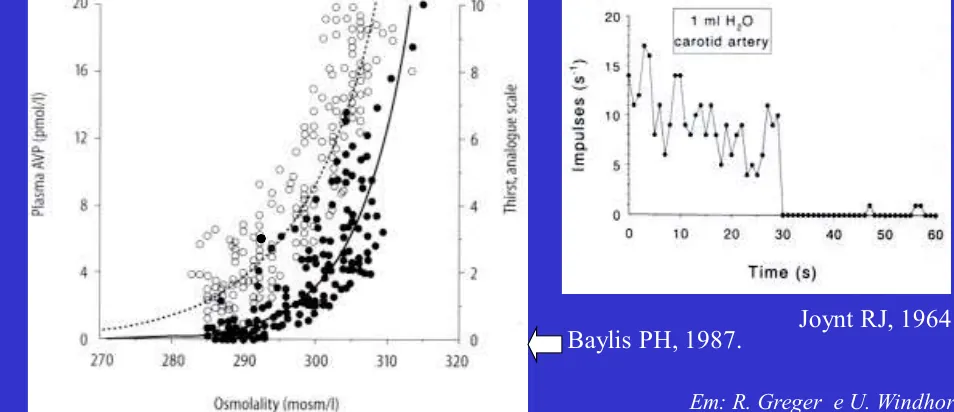 20
16
12
8
4
0
Plasma AVP (pmol/l)
10
8
6
4
2
0
Thirst, analogue scale
270 280 290 300 310 320
Osmolality (mosm/l)
1 ml H₂O
carotid artery
20
15
10
5
0
Impulses (s⁻¹)
0 10 20 30 40 50 60
Time (s)
Joynt RJ, 1964
Baylis PH, 1987.
Em: R. Greger e U. Windhor